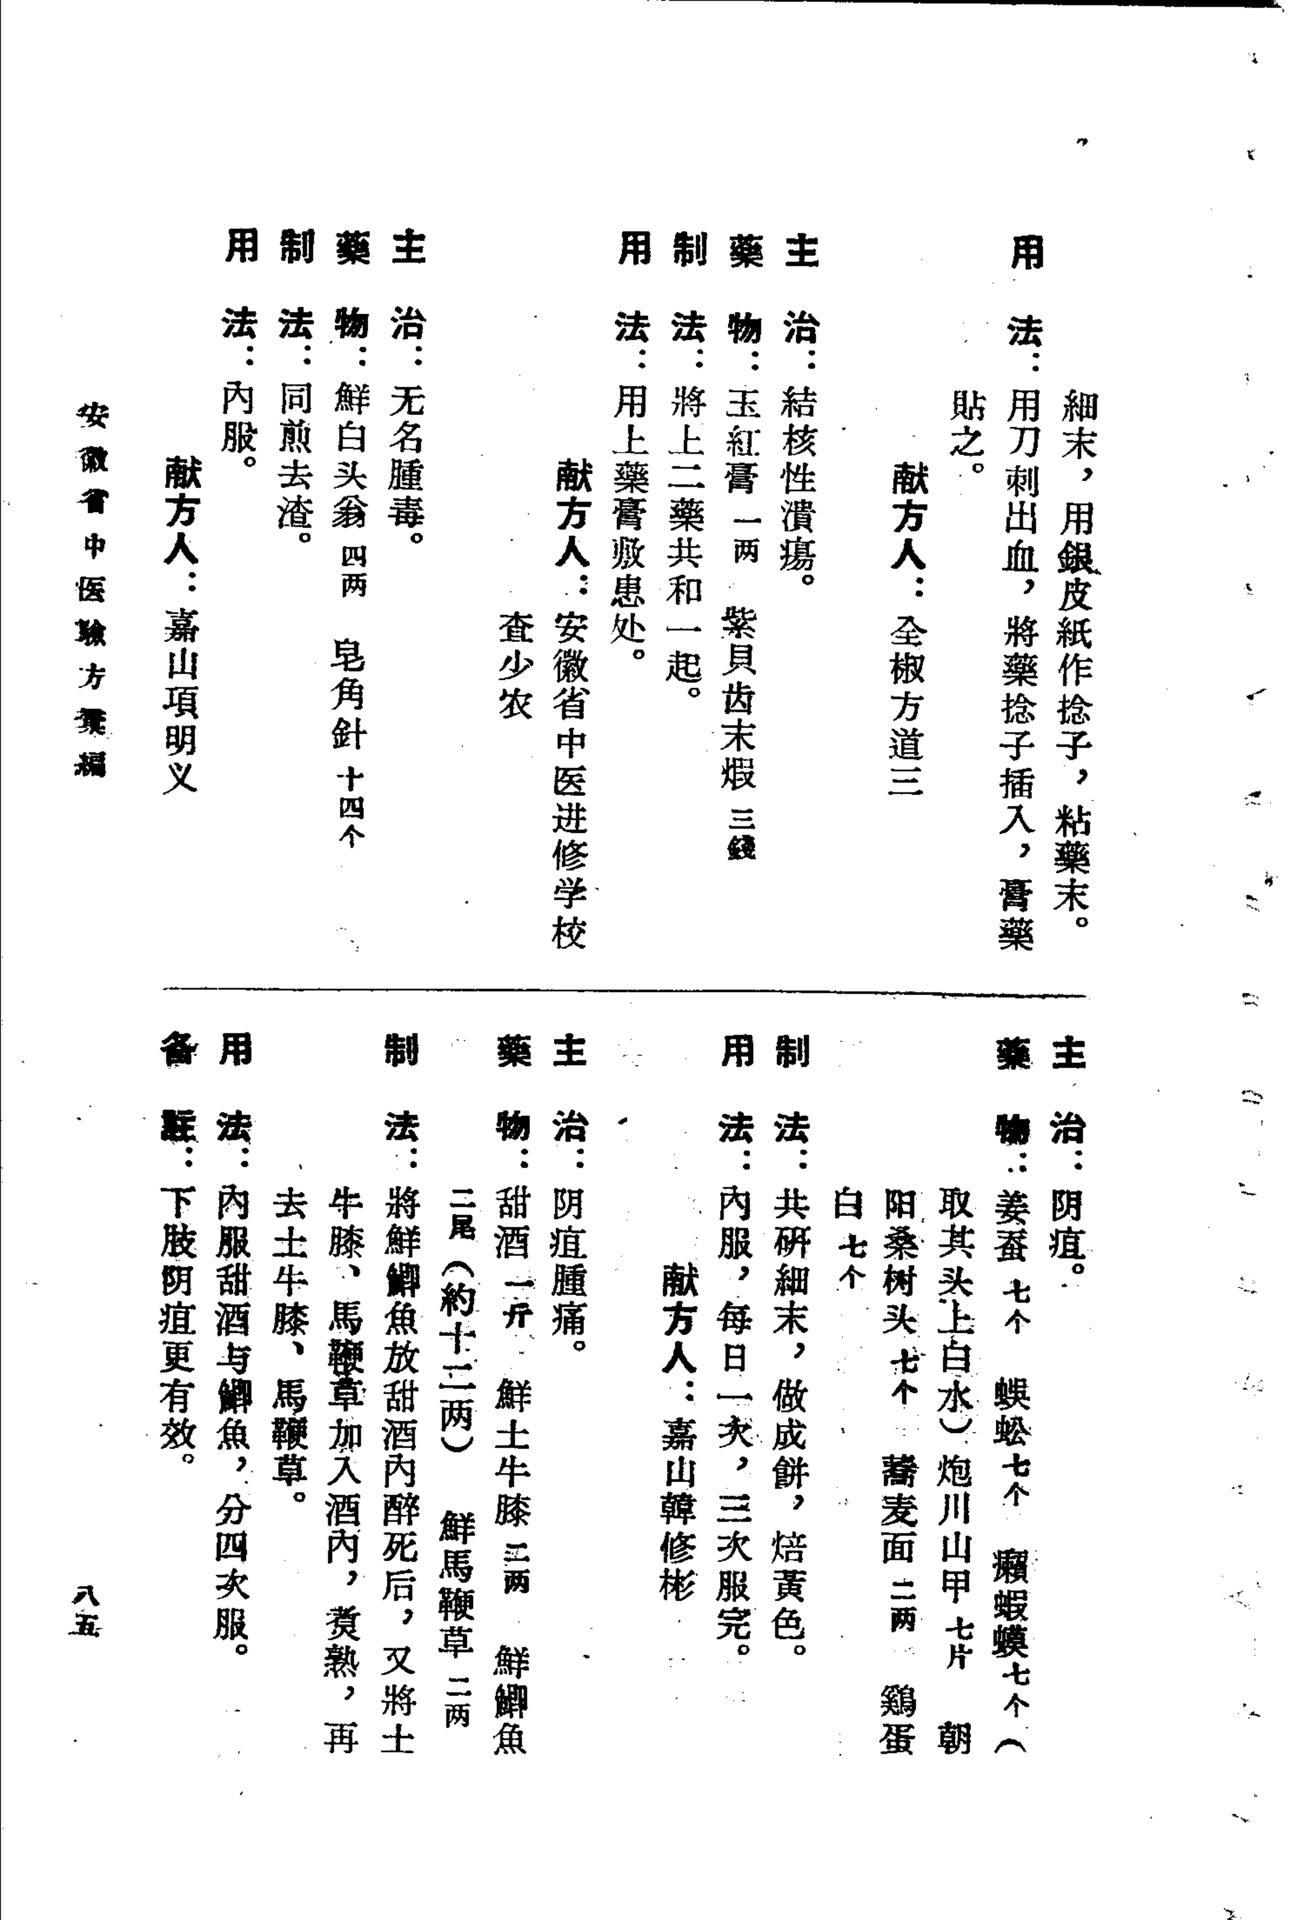 細末，用銀皮紙作捻子，粘藥末。
用　法：用刀刺出血，將藥捻子插入，膏藥
貼之。
献方人：全椒方道三
主　治：結核性潰瘍。
藥　物：玉紅膏 一两　紫貝齿末煆 三錢
制　法：將上二藥共和一起。
用　法：用上藥膏敷患处。
献方人：安徽省中医进修学校
查少农
主　治：无名腫毒。
藥　物：鮮白头翁 四两　皂角針 十四个
制　法：同煎去渣。
用　法：內服。
献方人：嘉山項明义
主　治：阴疽。
藥　物：姜蚕 七个　蜈蚣 七个　癩蝦蟆 七个（
取其头上白水）炮川山甲 七片　朝
阳桑树头 七个　蕎麦面 二两　鷄蛋
白 七个
制　法：共研細末，做成餅，焙黃色。
用　法：內服，每日一次，三次服完。
献方人：嘉山韓修彬
主　治：阴疽腫痛。
藥　物：甜酒 一斤　鮮土牛膝 二两　鮮鯽魚
二尾（約十二两）　鮮馬鞭草 二两
制　法：將鮮鯽魚放甜酒內醉死后，又將土
牛膝、馬鞭草加入酒內，煑熟，再
去土牛膝、馬鞭草。
用　法：內服甜酒与鯽魚，分四次服。
备　註：下肢阴疽更有效。
安徽省中医驗方彙編
八五